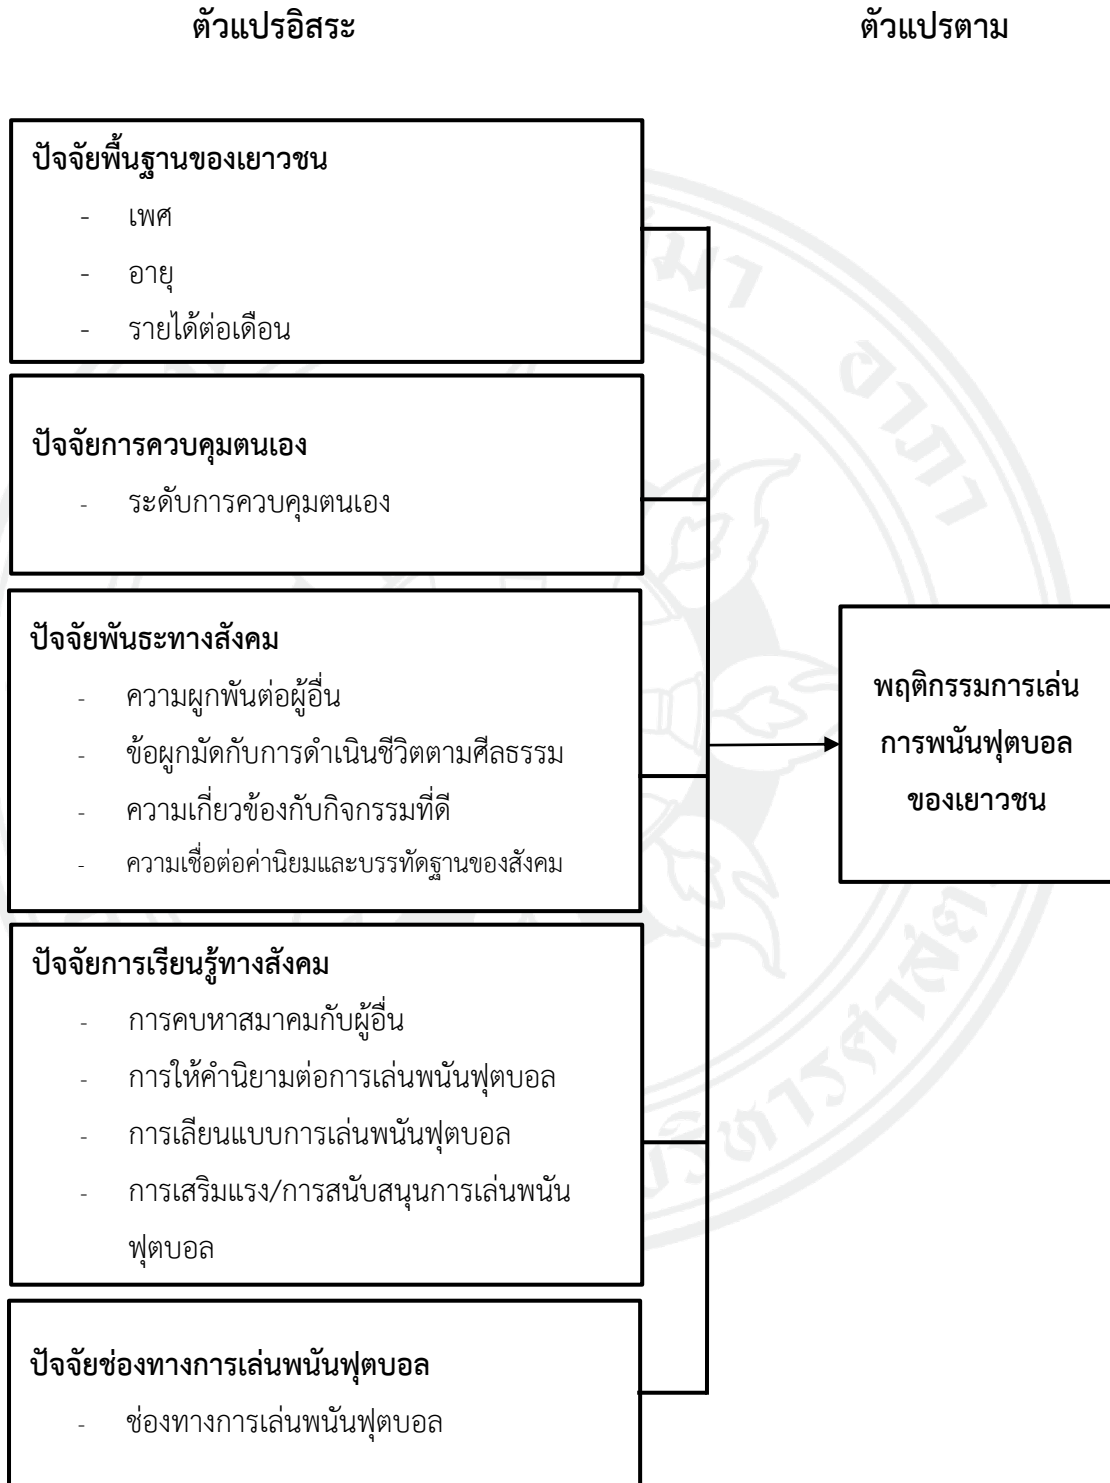 ตัวแปรอิสระ
ตัวแปรตาม
ปัจจัยพื้นฐานของเยาวชน
- เพศ
- อายุ
- รายได้ต่อเดือน
ปัจจัยการควบคุมตนเอง
- ระดับการควบคุมตนเอง
ปัจจัยพันธะทางสังคม
- ความผูกพันต่อผู้อื่น
- ข้อผูกมัดกับการดำเนินชีวิตตามศีลธรรม
- ความเกี่ยวข้องกับกิจกรรมที่ดี
- ความเชื่อต่อค่านิยมและบรรทัดฐานของสังคม
ปัจจัยการเรียนรู้ทางสังคม
- การคบหาสมาคมกับผู้อื่น
- การให้คำนิยามต่อการเล่นพนันฟุตบอล
- การเลียนแบบการเล่นพนันฟุตบอล
- การเสริมแรง/การสนับสนุนการเล่นพนัน
ฟุตบอล
ปัจจัยช่องทางการเล่นพนันฟุตบอล
- ช่องทางการเล่นพนันฟุตบอล
พฤติกรรมการเล่น
การพนันฟุตบอล
ของเยาวชน